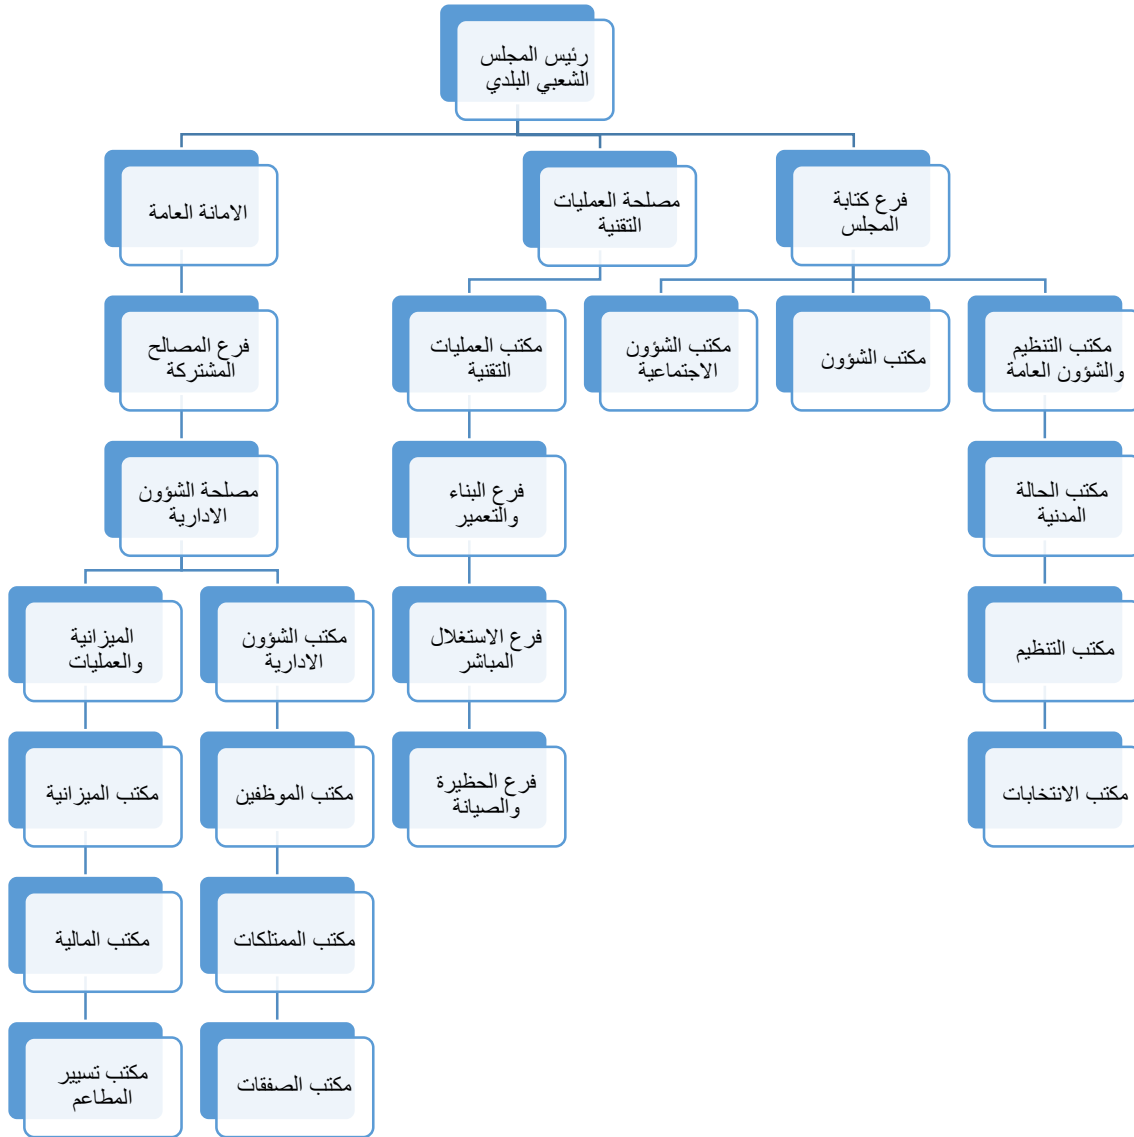 رئيس المجلس
الشعبي البلدي
فرع كتابة
المجلس
مصلحة العمليات
التقنية
الامانة العامة
مكتب التنظيم
والشؤون العامة
مكتب الشؤون
مكتب الشؤون
الاجتماعية
مكتب العمليات
التقنية
فرع المصالح
المشتركة
مكتب الحالة
المدنية
فرع البناء
والتعمير
مصلحة الشؤون
الادارية
مكتب التنظيم
فرع الاستغلال
المباشر
مكتب الشؤون
الادارية
الميزانية
والعمليات
مكتب الانتخابات
فرع الحظيرة
والصيانة
مكتب الموظفين
مكتب الميزانية
مكتب الممتلكات
مكتب المالية
مكتب الصفقات
مكتب تسيير
المطاعم